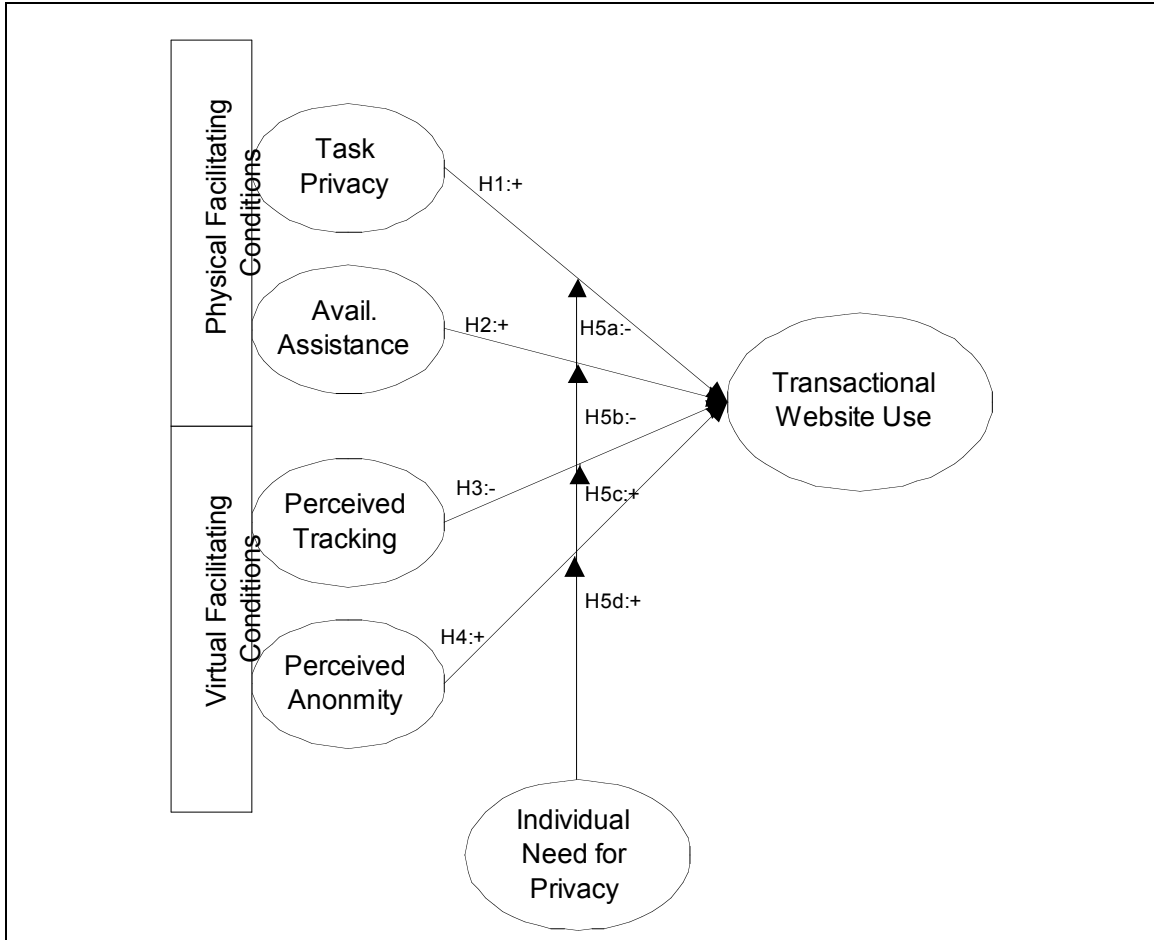 Physical Facilitating
Conditions
Task
Privacy
H1:+
Avail.
Assistance
H2:+
H5a:-
Transactional
Website Use
H5b:-
Virtual Facilitating
Conditions
Perceived
Tracking
H3:-
H5c:+
Perceived
Anonmity
H4:+
H5d:+
Individual
Need for
Privacy